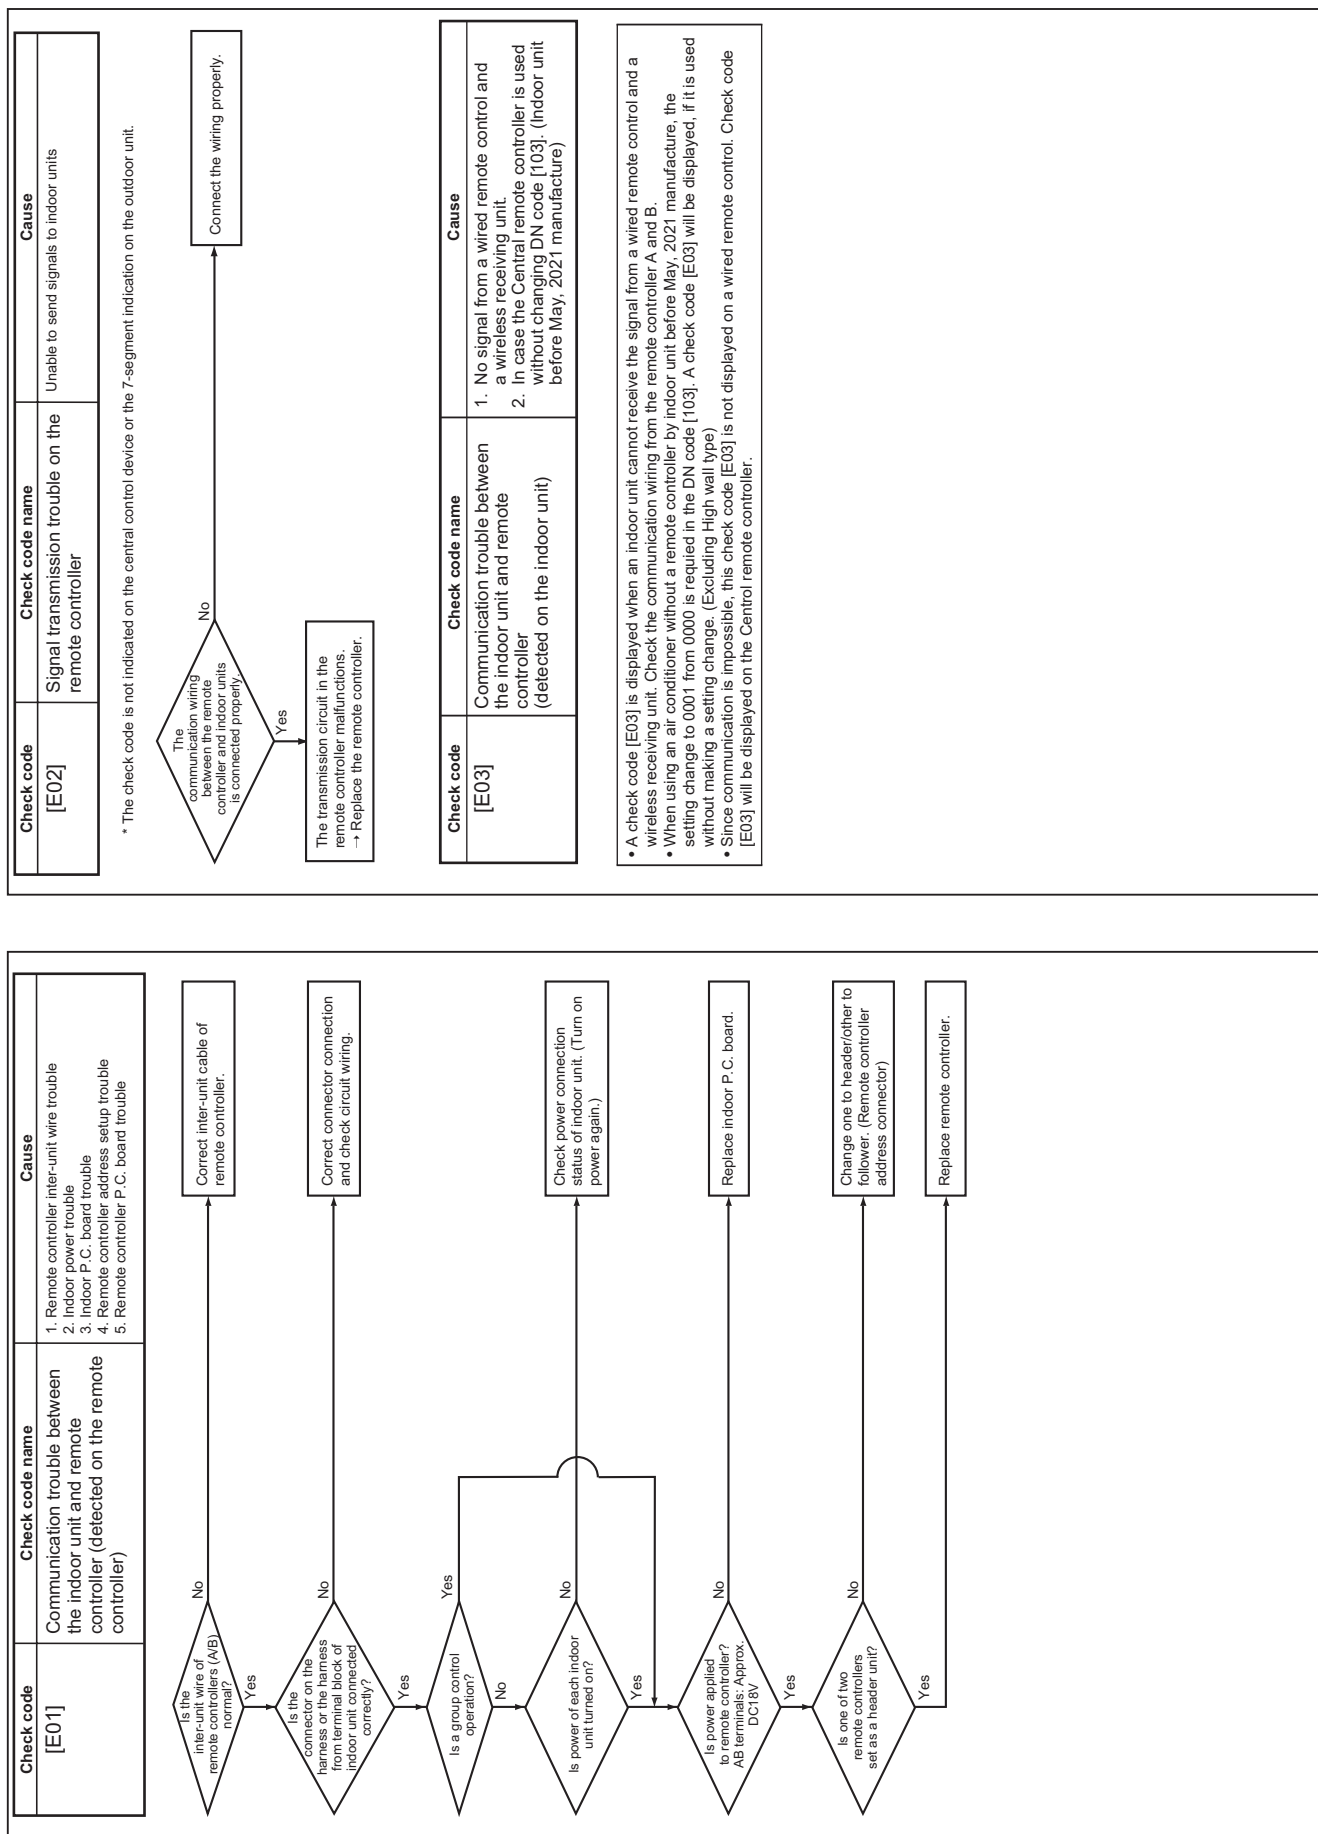 Check code
Check code name
Cause
[E01]
Communication trouble between
the indoor unit and remote
controller (detected on the remote
controller)
1. Remote controller inter-unit wire trouble
2. Indoor power trouble
3. Indoor P.C. board trouble
4. Remote controller address setup trouble
5. Remote controller P.C. board trouble
Is the
inter-unit wire of
remote controllers (A/B)
normal?
No
Correct inter-unit cable of
remote controller.
Yes
Is the
connector on the
harness or the harness
from terminal block of
indoor unit connected
correctly?
No
Correct connector connection
and check circuit wiring.
Yes
Is a group control
operation?
Yes
No
Is power of each indoor
unit turned on?
No
Check power connection
status of indoor unit. (Turn on
power again.)
Yes
Is power applied
to remote controller?
AB terminals: Approx.
DC18V
No
Replace indoor P.C. board.
Yes
Is one of two
remote controllers
set as a header unit?
No
Change one to header/other to
follower. (Remote controller
address connector)
Yes
Replace remote controller.
Check code
Check code name
Cause
[E02]
Signal transmission trouble on the
remote controller
Unable to send signals to indoor units
* The check code is not indicated on the central control device or the 7-segment indication on the outdoor unit.
The
communication wiring
between the remote
controller and indoor units
is connected properly.
No
Connect the wiring properly.
Yes
The transmission circuit in the
remote controller malfunctions.
→ Replace the remote controller.
Check code
Check code name
Cause
[E03]
Communication trouble between
the indoor unit and remote
controller
(detected on the indoor unit)
1. No signal from a wired remote control and
a wireless receiving unit.
2. In case the Central remote controller is used
without changing DN code [103]. (Indoor unit
before May, 2021 manufacture)
• A check code [E03] is displayed when an indoor unit cannot receive the signal from a wired remote control and a
wireless receiving unit. Check the communication wiring from the remote controller A and B.
• When using an air conditioner without a remote controller by indoor unit before May, 2021 manufacture, the
setting change to 0001 from 0000 is requied in the DN code [103]. A check code [E03] will be displayed, if it is used
without making a setting change. (Excluding High wall type)
• Since communication is impossible, this check code [E03] is not displayed on a wired remote control. Check code
[E03] will be displayed on the Central remote controller.